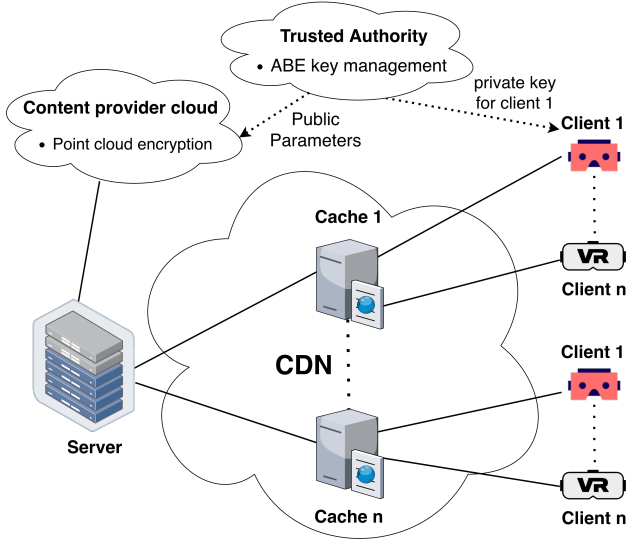 Trusted Authority
• ABE key management
Content provider cloud
• Point cloud encryption
Public
Parameters
private key
for client 1
Client 1
Cache 1
VR
Client n
CDN
Server
Client 1
Cache n
VR
Client n